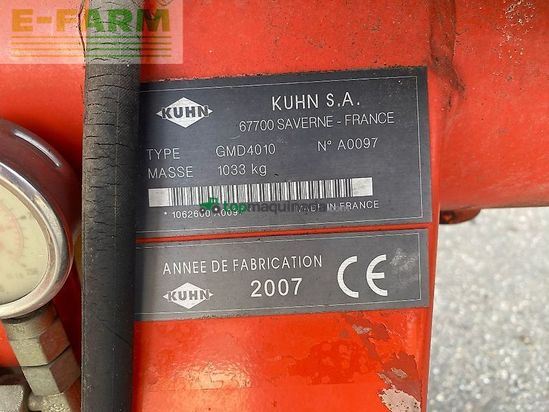 E-FARM
KUHN
KUHN S.A.
67700 SAVERNE - FRANCE
TYPE GMD4010 N° A0097
MASSE 1033 kg
topmaquinaria
MADE IN FRANCE
ANNEE DE FABRICATION
KUHN
2007
CE